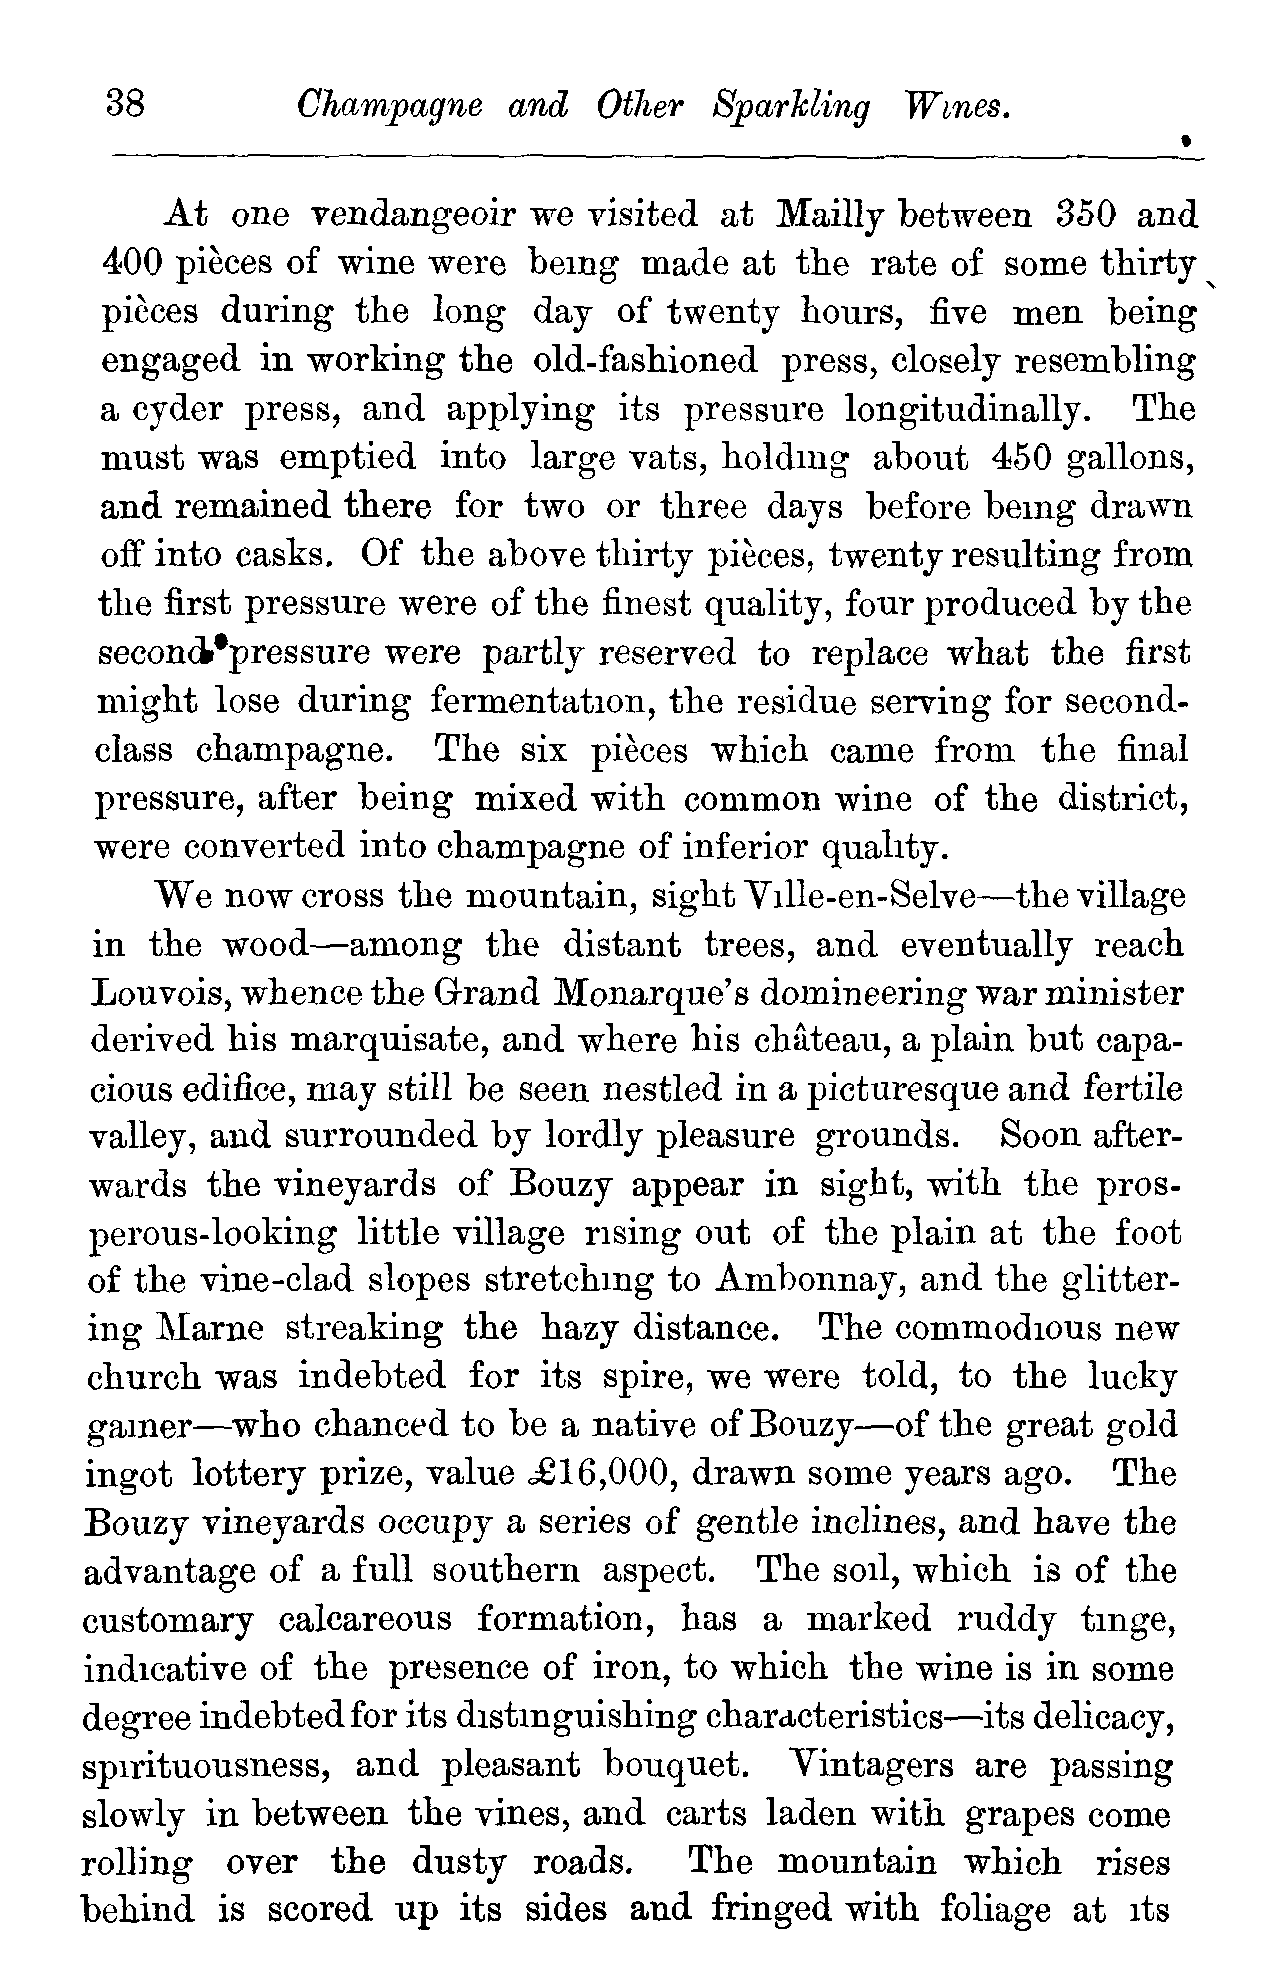 38 Champagne and Other Sparkling Wines.
At one vendangeoir we visited at Mailly between 350 and
400 pièces of wine were being made at the rate of some thirty
pièces during the long day of twenty hours, five men being
engaged in working the old-fashioned press, closely resembling
a cyder press, and applying its pressure longitudinally. The
must was emptied into large vats, holding about 450 gallons,
and remained there for two or three days before being drawn
off into casks. Of the above thirty pièces, twenty resulting from
the first pressure were of the finest quality, four produced by the
second pressure were partly reserved to replace what the first
might lose during fermentation, the residue serving for second-
class champagne. The six pièces which came from the final
pressure, after being mixed with common wine of the district,
were converted into champagne of inferior quality.
We now cross the mountain, sight Ville-en-Selve—the village
in the wood—among the distant trees, and eventually reach
Louvois, whence the Grand Monarque's domineering war minister
derived his marquisate, and where his château, a plain but capa-
cious edifice, may still be seen nestled in a picturesque and fertile
valley, and surrounded by lordly pleasure grounds. Soon after-
wards the vineyards of Bouzy appear in sight, with the pros-
perous-looking little village rising out of the plain at the foot
of the vine-clad slopes stretching to Ambonnay, and the glitter-
ing Marne streaking the hazy distance. The commodious new
church was indebted for its spire, we were told, to the lucky
gainer—who chanced to be a native of Bouzy—of the great gold
ingot lottery prize, value £16,000, drawn some years ago. The
Bouzy vineyards occupy a series of gentle inclines, and have the
advantage of a full southern aspect. The soil, which is of the
customary calcareous formation, has a marked ruddy tinge,
indicative of the presence of iron, to which the wine is in some
degree indebted for its distinguishing characteristics—its delicacy,
spirituousness, and pleasant bouquet. Vintagers are passing
slowly in between the vines, and carts laden with grapes come
rolling over the dusty roads. The mountain which rises
behind is scored up its sides and fringed with foliage at its